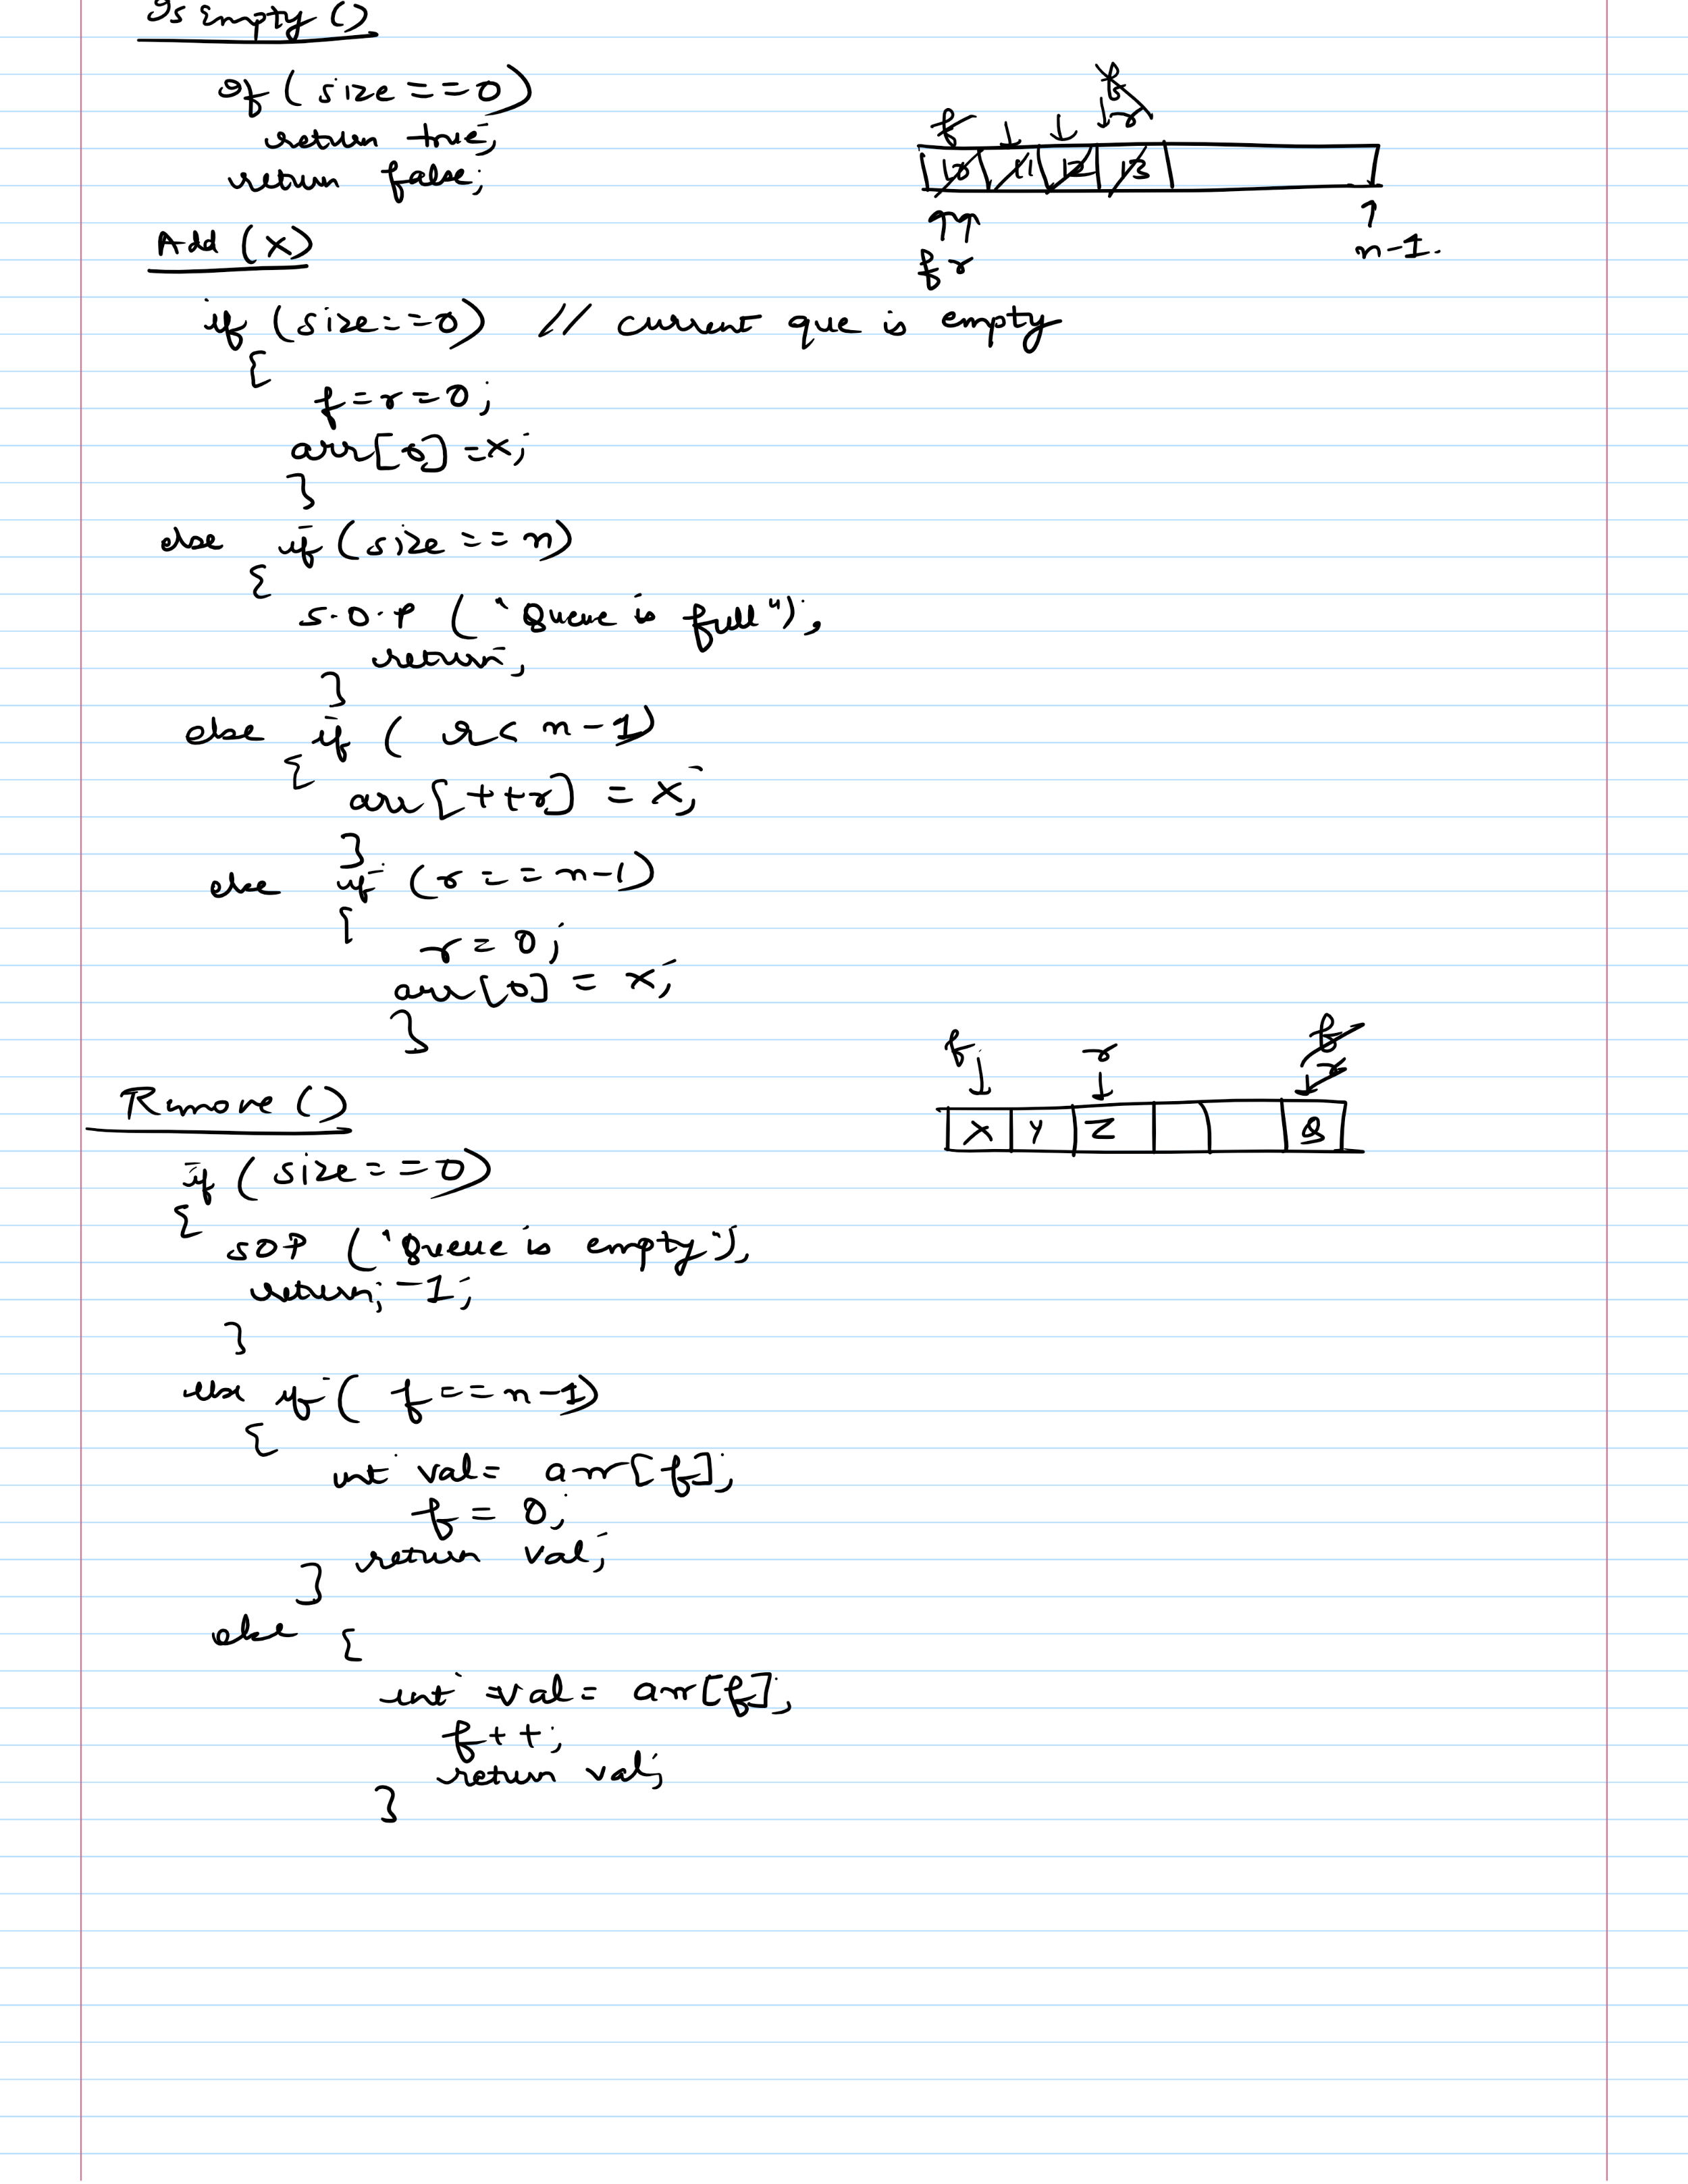 Is Empty ()
If (size == 0)
return true;
return false;
f r
f
10 11 12 13
f r
n-1.
Add (x)
if (size == 0) // current que is empty
{
f = r = 0;
arr[0] = x;
}
else if (size == n)
{
S.O.P ("Queue is full");
return;
}
else if ( r < n-1)
{
arr[++r] = x;
}
else if (r == n-1)
{
r = 0;
arr[0] = x;
}
f r f
r
X Y Z Q
Remove ()
if (size == 0)
{
SOP ("Queue is empty");
return; -1;
}
else if ( f == n-1)
{
int val = arr[f];
f = 0;
return val;
}
else {
int val = arr[f];
f++;
return val;
}